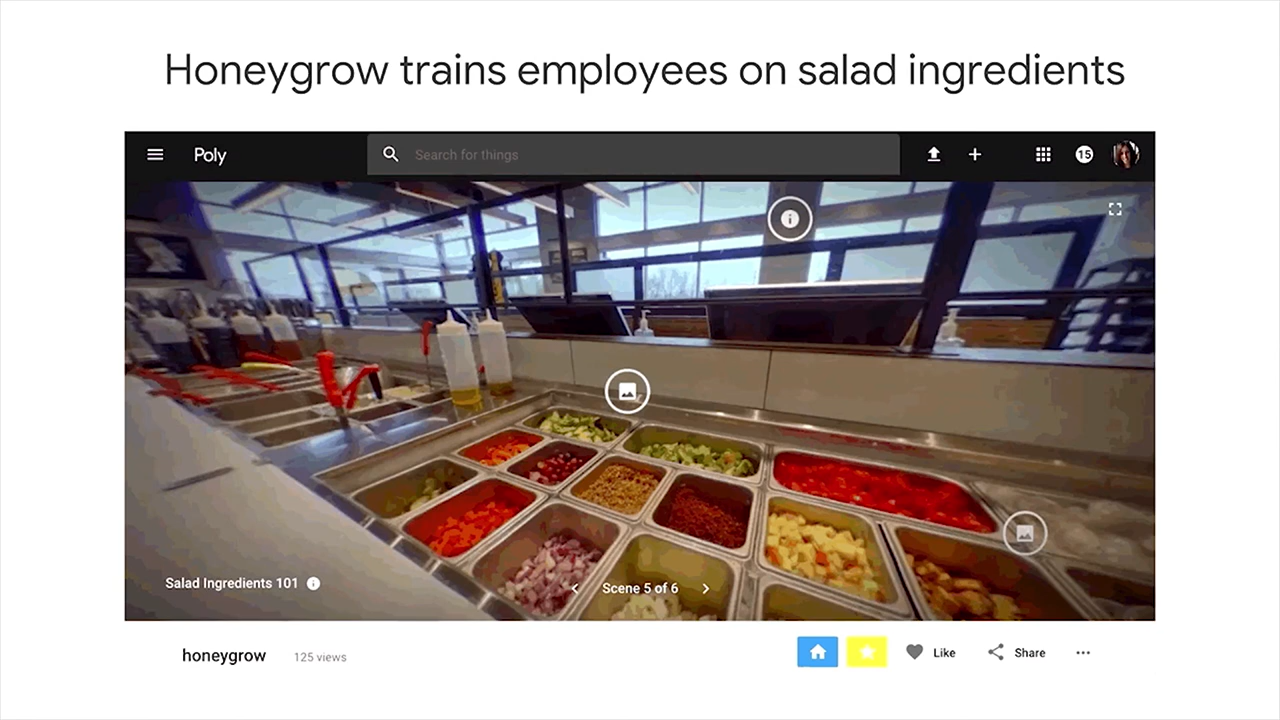 Honeygrow trains employees on salad ingredients
Poly
Search for things
15
Salad Ingredients 101
Scene 5 of 6
honeygrow
125 views
Like
Share